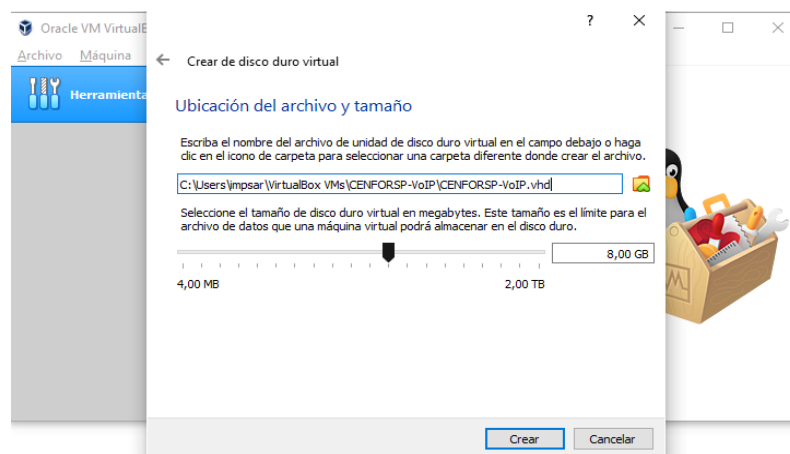 Oracle VM VirtualB
Archivo Máquina
Herramienta
?
Crear de disco duro virtual
Ubicación del archivo y tamaño
Escriba el nombre del archivo de unidad de disco duro virtual en el campo debajo o haga
clic en el icono de carpeta para seleccionar una carpeta diferente donde crear el archivo.
C:\Users\impsar\VirtualBox VMs\CENFORSP-VoIP\CENFORSP-VoIP.vhd
Seleccione el tamaño de disco duro virtual en megabytes. Este tamaño es el límite para el
archivo de datos que una máquina virtual podrá almacenar en el disco duro.
8,00 GB
4,00 MB 2,00 TB
Crear Cancelar